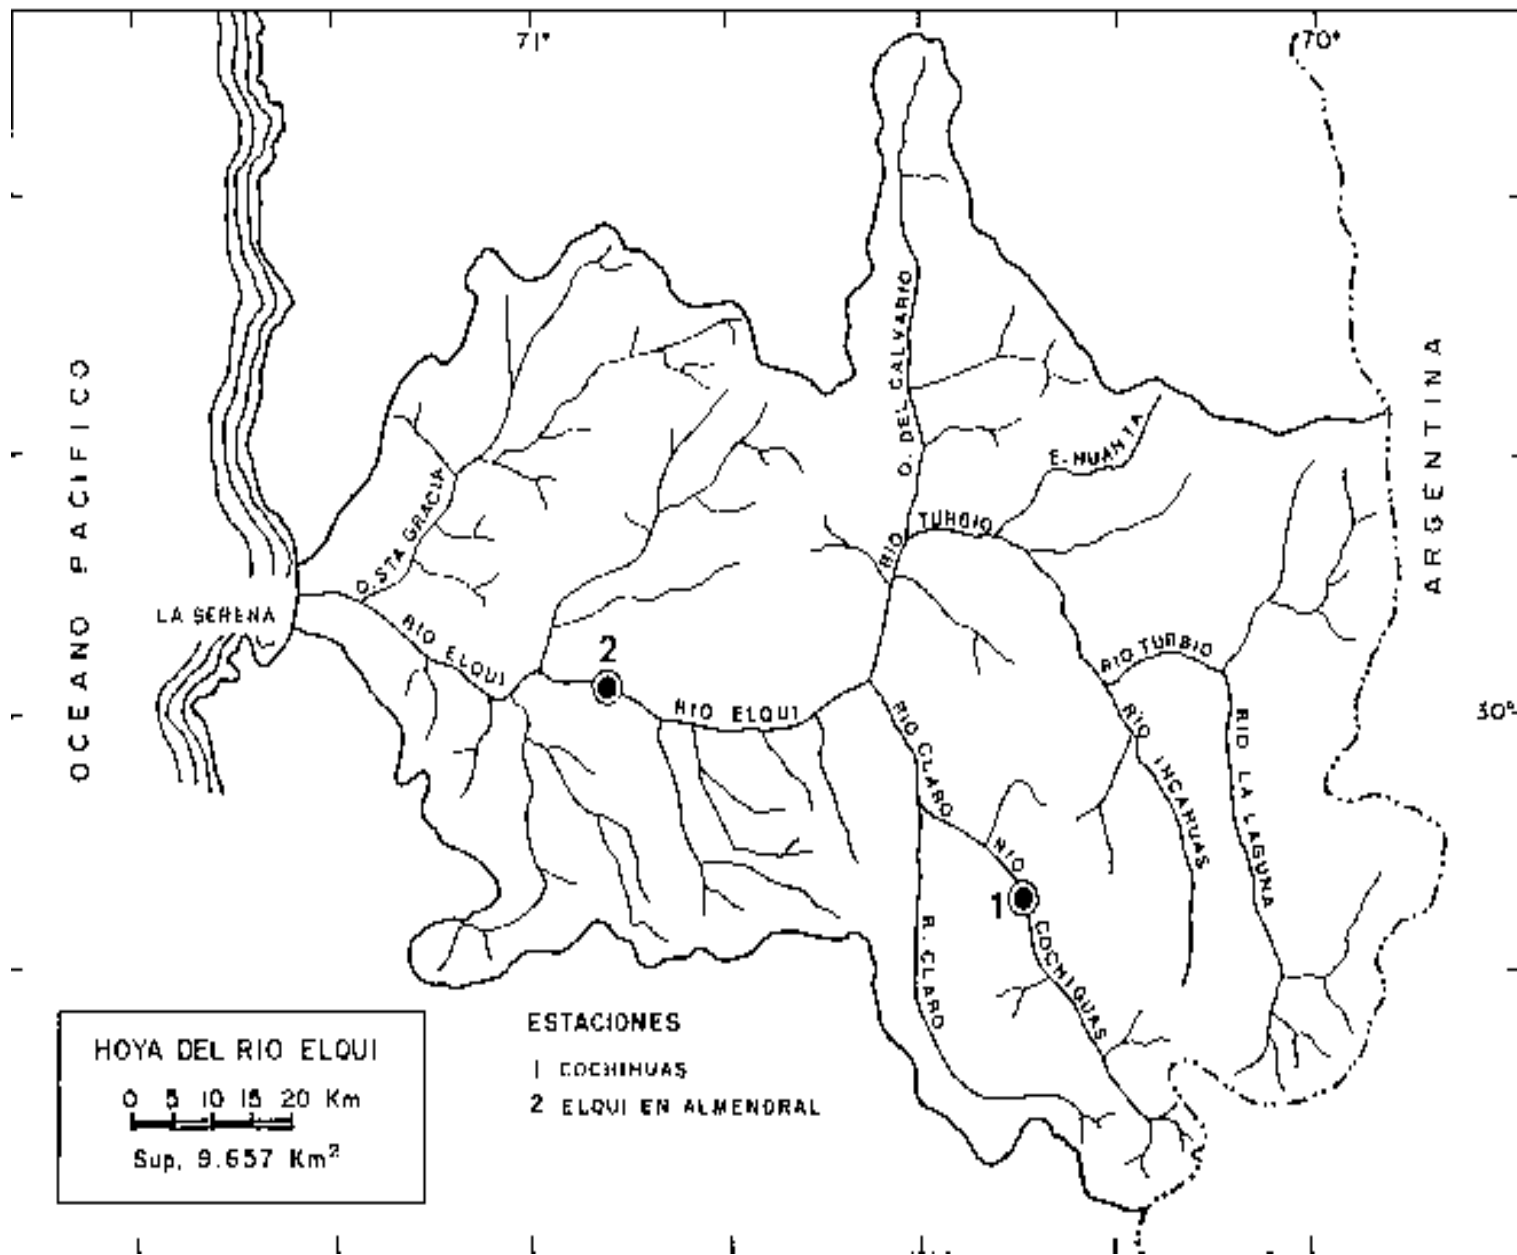 71°
70°
OCEANO PACIFICO
ARGENTINA
Q. DEL CALVARIO
E. HUANTA
RIO TURBIO
Q. STA GRACIA
LA SERENA
RIO ELQUI
2
RIO ELQUI
RIO TURBIO
30°
RIO CLARO
RIO INCAHUAS
RIO LA LAGUNA
RIO COCHIGUAS
1
R. CLARO
HOYA DEL RIO ELQUI
0 5 10 15 20 Km
Sup. 9.657 Km²
ESTACIONES
1 COCHIHUAS
2 ELQUI EN ALMENDRAL